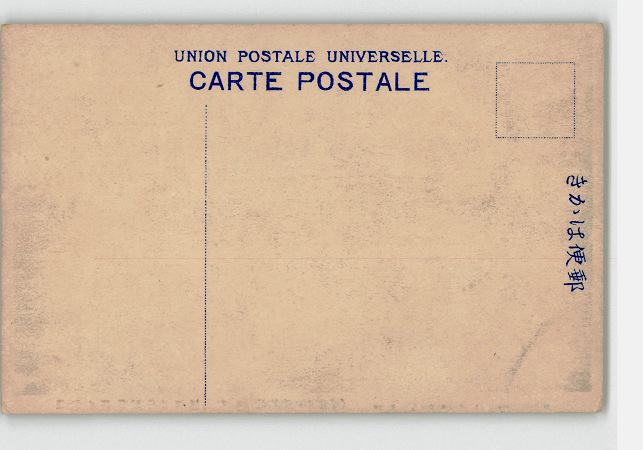 UNION POSTALE UNIVERSELLE.
CARTE POSTALE
きかは便郵